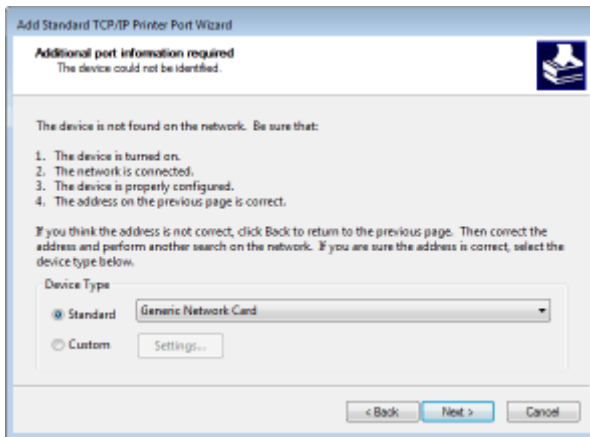 Add Standard TCP/IP Printer Port Wizard
Additional port information required
The device could not be identified.
The device is not found on the network. Be sure that:
1. The device is turned on.
2. The network is connected.
3. The device is properly configured.
4. The address on the previous page is correct.
If you think the address is not correct, click Back to return to the previous page. Then correct the
address and perform another search on the network. If you are sure the address is correct, select the
device type below.
Device Type
Standard
Generic Network Card
Custom
Settings...
< Back
Next >
Cancel